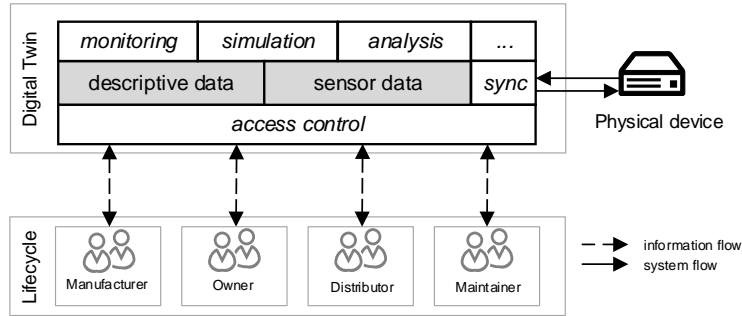 Digital Twin
monitoring simulation analysis ...
descriptive data sensor data sync
access control
Physical device
Lifecycle
Manufacturer Owner Distributor Maintainer
information flow
system flow